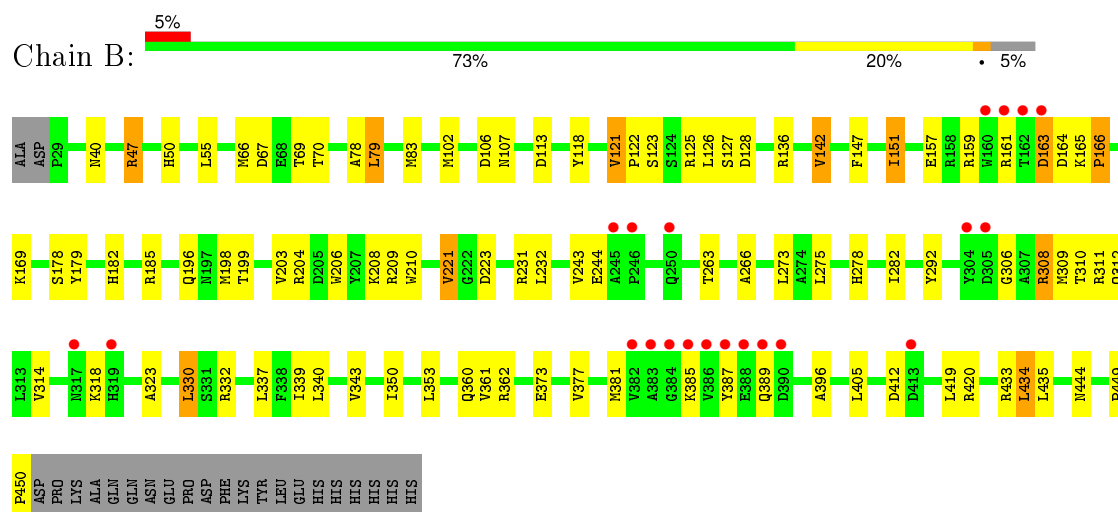 5%
Chain B:
73% 20% • 5%
ALA ASP P29 N40 R47 H50 L55 M66 D67 E68 T69 T70 A78 L79 M83 M102 D106 N107 D113 Y118 V121 P122 S123 S124 R125 L126 S127 D128 R136 V142 F147 I151 E157 R158 R159 W160 R161 T162 D163 D164 K165 P166
K169 S178 Y179 H182 R185 Q196 N197 M198 T199 V203 R204 D205 W206 Y207 K208 R209 W210 V221 G222 D223 R231 L232 V243 E244 A245 P246 Q250 T263 A266 L273 A274 L275 H278 I282 Y292 Y304 D305 G306 A307 R308 M309 T310 R311 Q312
L313 V314 N317 K318 H319 A323 L330 S331 R332 L337 F338 I339 L340 V343 I350 L353 Q360 V361 R362 E373 V377 M381 V382 A383 G384 K385 V386 Y387 E388 Q389 D390 A396 L405 D412 D413 L419 R420 R433 L434 L435 N444
P450 ASP PRO LYS ALA GLN GLN ASN GLU PRO ASP PHE LYS TYR LEU GLU HIS HIS HIS HIS HIS HIS